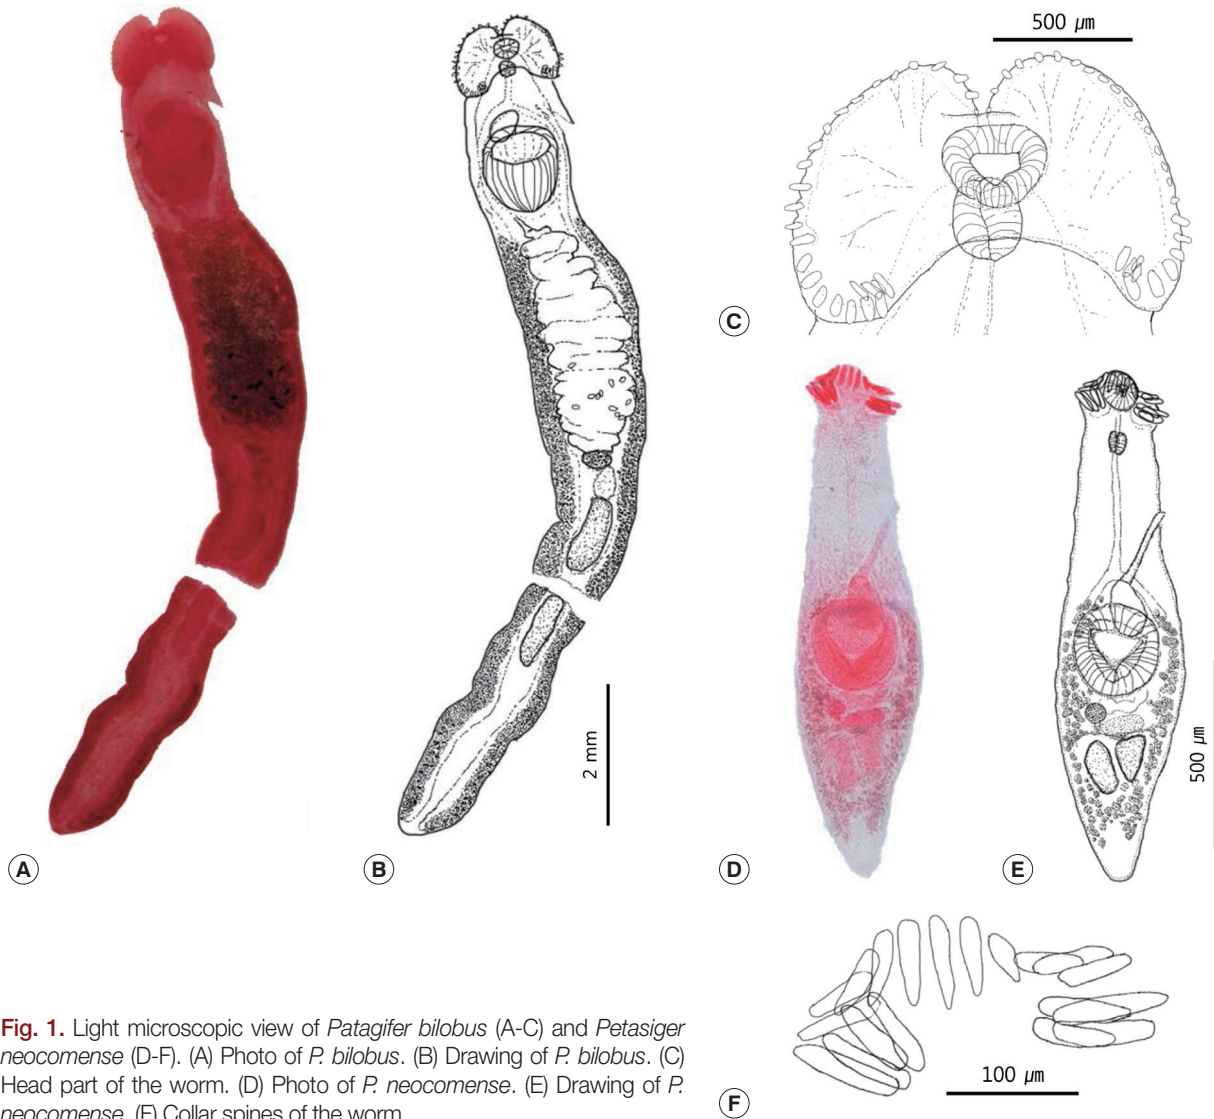 500 µm
C
2 mm
500 µm
A
B
D
E
Fig. 1. Light microscopic view of Patagifer bilobus (A-C) and Petasiger
neocomense (D-F). (A) Photo of P. bilobus. (B) Drawing of P. bilobus. (C)
Head part of the worm. (D) Photo of P. neocomense. (E) Drawing of P.
neocomense. (F) Collar spines of the worm.
100 µm
F